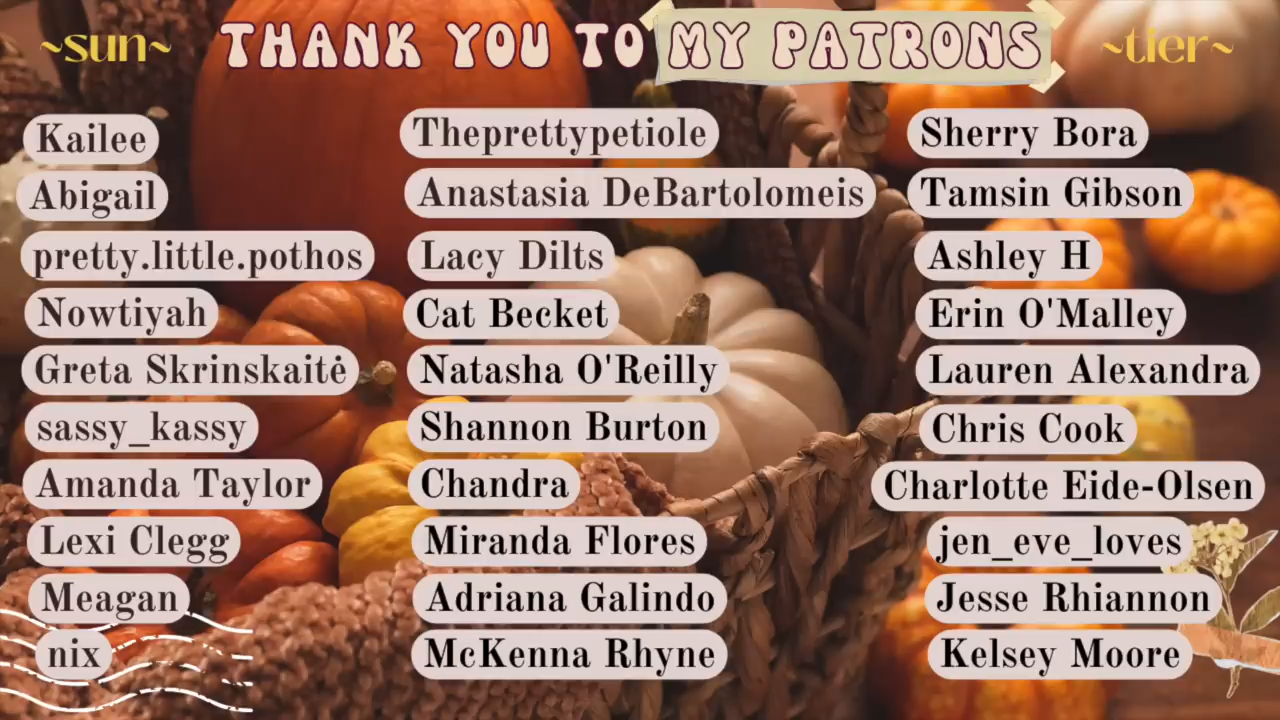 ~sun~ THANK YOU TO MY PATRONS ~tier~
Kailee
Abigail
pretty.little.pothos
Nowtiyah
Greta Skrinskaitė
sassy_kassy
Amanda Taylor
Lexi Clegg
Meagan
nix
Theprettypetiole
Anastasia DeBartolomeis
Lacy Dilts
Cat Becket
Natasha O'Reilly
Shannon Burton
Chandra
Miranda Flores
Adriana Galindo
McKenna Rhyne
Sherry Bora
Tamsin Gibson
Ashley H
Erin O'Malley
Lauren Alexandra
Chris Cook
Charlotte Eide-Olsen
jen_eve_loves
Jesse Rhiannon
Kelsey Moore